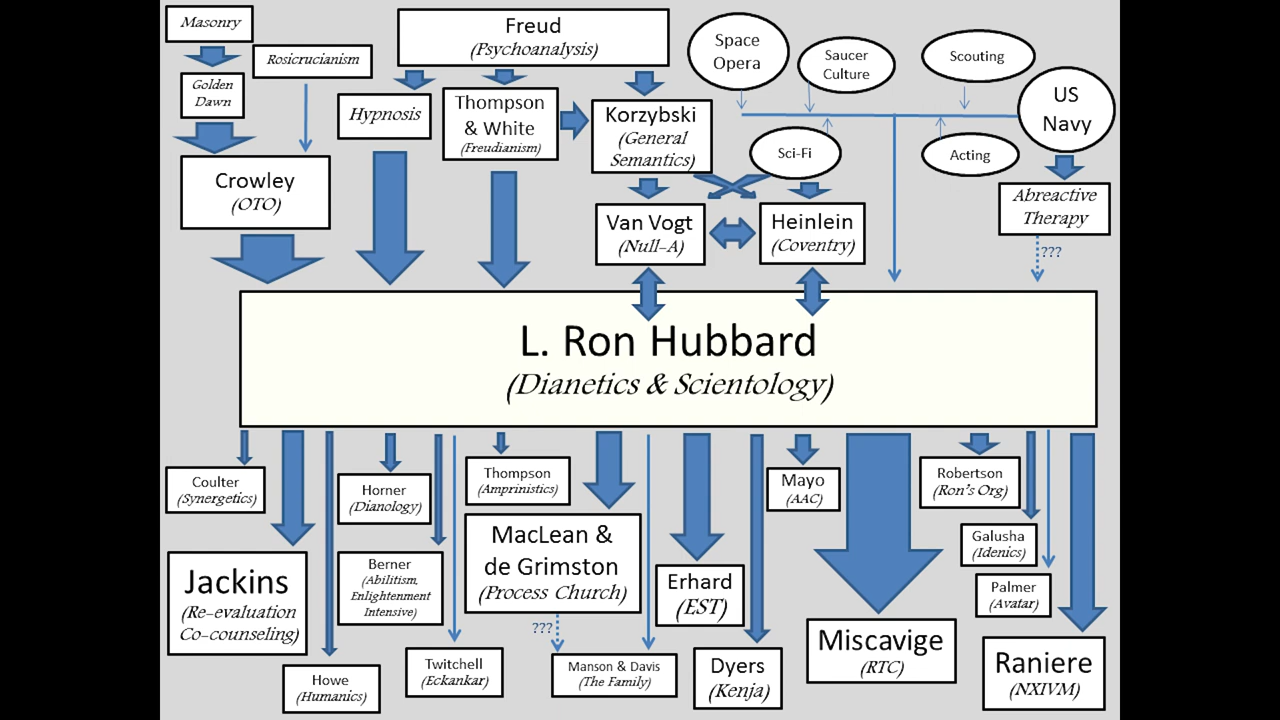 Masonry
Golden
Dawn
Rosicrucianism
Freud
(Psychoanalysis)
Hypnosis
Thompson
& White
(Freudianism)
Korzybski
(General
Semantics)
Space
Opera
Saucer
Culture
Scouting
US
Navy
Sci-Fi
Acting
Crowley
(OTO)
Van Vogt
(Null-A)
Heinlein
(Coventry)
Abreactive
Therapy
???
L. Ron Hubbard
(Dianetics & Scientology)
Coulter
(Synergetics)
Horner
(Dianology)
Thompson
(Amprinistics)
Mayo
(AAC)
Robertson
(Ron's Org)
Jackins
(Re-evaluation
Co-counseling)
Berner
(Abilitism,
Enlightenment
Intensive)
MacLean &
de Grimston
(Process Church)
Erhard
(EST)
Galusha
(Idenics)
Palmer
(Avatar)
???
Howe
(Humanics)
Twitchell
(Eckankar)
Manson & Davis
(The Family)
Dyers
(Kenja)
Miscavige
(RTC)
Raniere
(NXIVM)